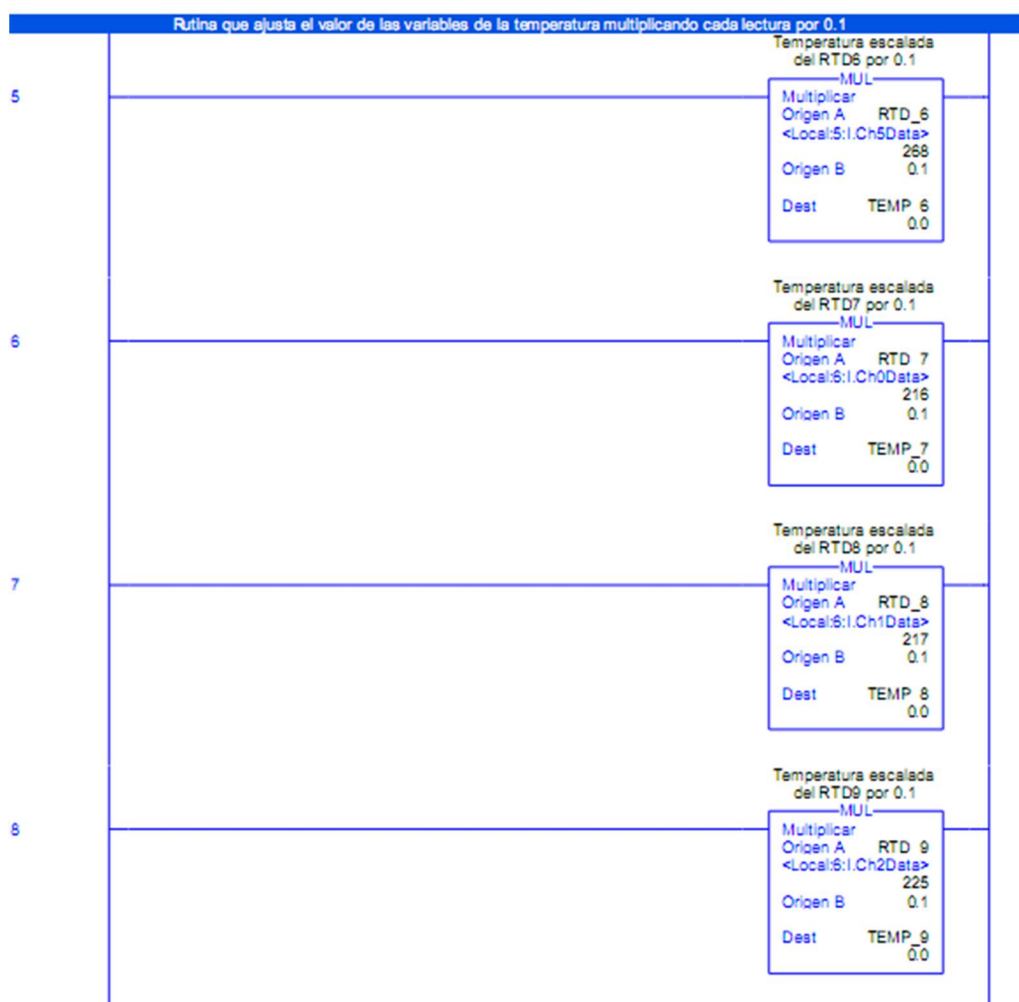 Rutina que ajusta el valor de las variables de la temperatura multiplicando cada lectura por 0.1
Temperatura escalada
del RTD6 por 0.1
MUL
5
Multiplicar
Origen A RTD_6
<Local:5:I.Ch5Data>
268
Origen B 0.1
Dest TEMP_6
0.0
Temperatura escalada
del RTD7 por 0.1
MUL
6
Multiplicar
Origen A RTD_7
<Local:6:I.Ch0Data>
216
Origen B 0.1
Dest TEMP_7
0.0
Temperatura escalada
del RTD8 por 0.1
MUL
7
Multiplicar
Origen A RTD_8
<Local:6:I.Ch1Data>
217
Origen B 0.1
Dest TEMP_8
0.0
Temperatura escalada
del RTD9 por 0.1
MUL
8
Multiplicar
Origen A RTD_9
<Local:6:I.Ch2Data>
225
Origen B 0.1
Dest TEMP_9
0.0